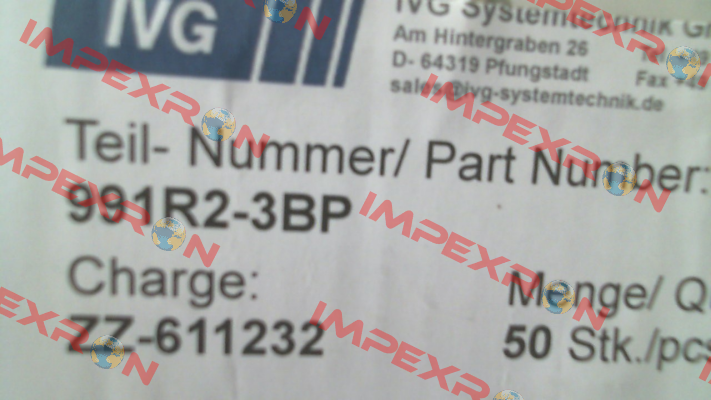 IVG
IVG Systemtechnik
Am Hintergraben 26
D- 64319 Pfungstadt
Fax
sales@ivg-systemtechnik.de
Teil- Nummer/ Part Number:
991R2-3BP
Charge:
Menge/
ZZ-611232
50 Stk./pcs
IMPEXRON